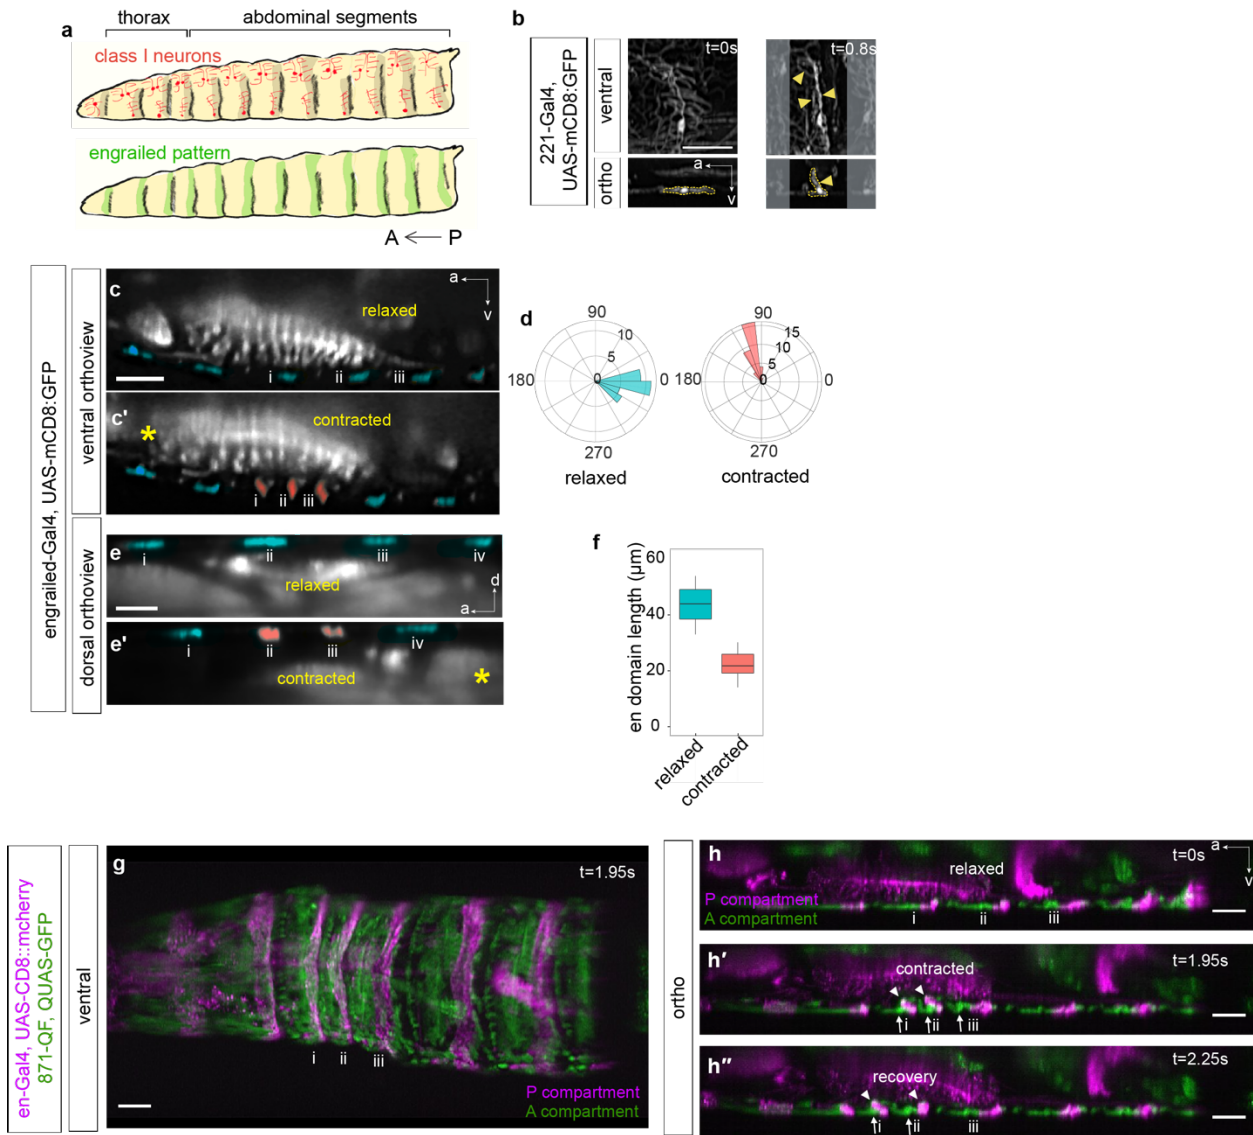 thorax
abdominal segments
a
class I neurons
engrailed pattern
A
P
b
221-Gal4,
UAS-mCD8:GFP
ventral
ortho
t=0s
t=0.8s
a
v
engrailed-Gal4, UAS-mCD8:GFP
ventral orthoview
dorsal orthoview
c
relaxed
a
v
i
ii
iii
c'
contracted
*
i
ii
iii
e
i
ii
iii
iv
relaxed
d
a
e'
i
ii
iii
iv
contracted
*
d
90
10
5
0
0
180
270
relaxed
90
15
10
5
0
0
180
270
contracted
f
en domain length (µm)
60
40
20
0
relaxed
contracted
en-Gal4, UAS-CD8::mcherry
871-QF, QUAS-GFP
ventral
g
t=1.95s
i
ii
iii
P compartment
A compartment
ortho
h
relaxed
t=0s
a
v
P compartment
A compartment
i
ii
iii
h'
contracted
t=1.95s
i
ii
iii
h"
recovery
t=2.25s
i
ii
iii